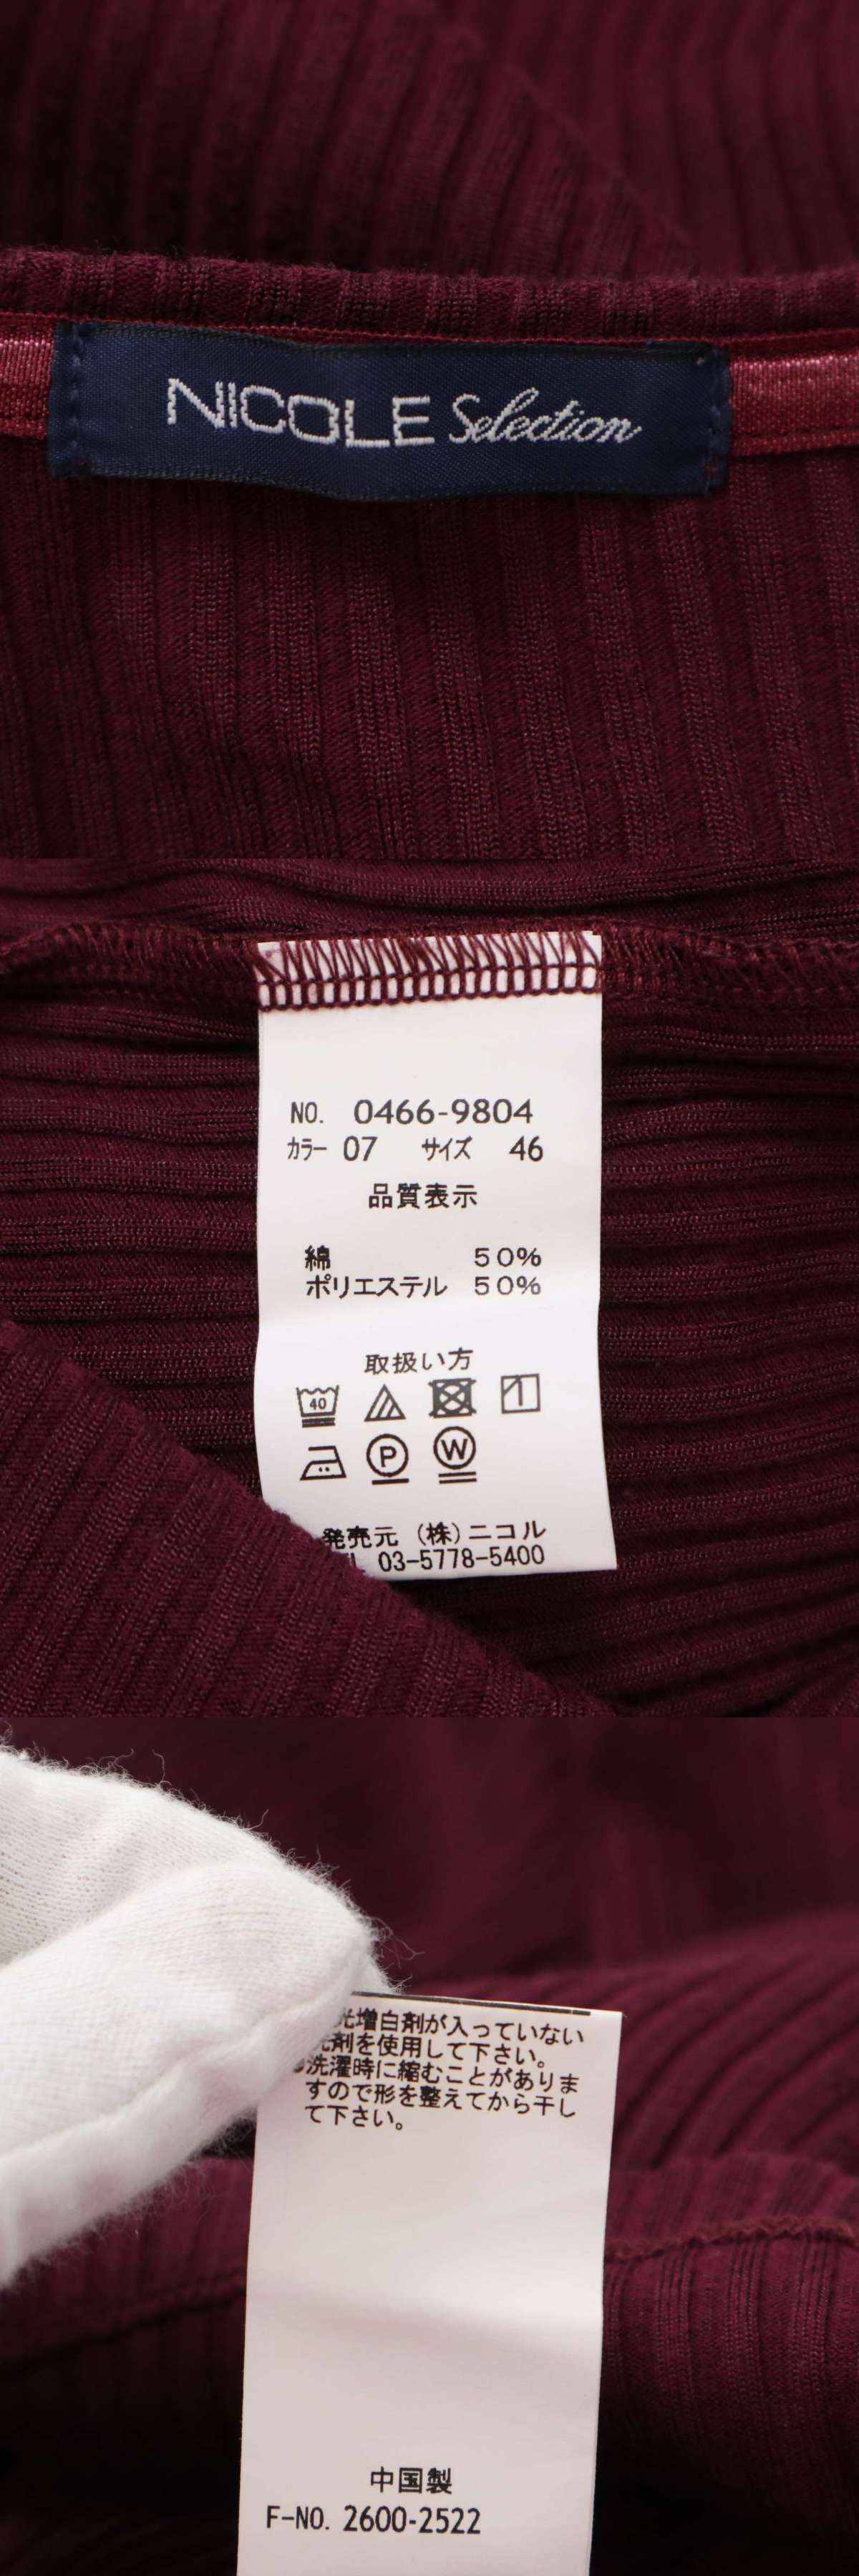 NICOLE Selection
NO. 0466-9804
カラー 07 サイズ 46
品質表示
綿 50%
ポリエステル 50%
取扱い方
40
P W
発売元 (株)ニコル
03-5778-5400
増白剤が入っていない
剤を使用して下さい。
洗濯時に縮むことがありま
すので形を整えてから干し
て下さい。
中国製
F-NO. 2600-2522